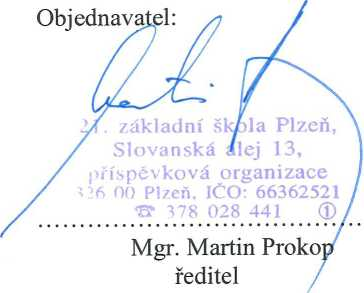 Objednavatel:
21. základní škola Plzeň,
Slovanská alej 13,
příspěvková organizace
326 00 Plzeň, IČO: 66362521
☎ 378 028 441 ①
Mgr. Martin Prokop
ředitel